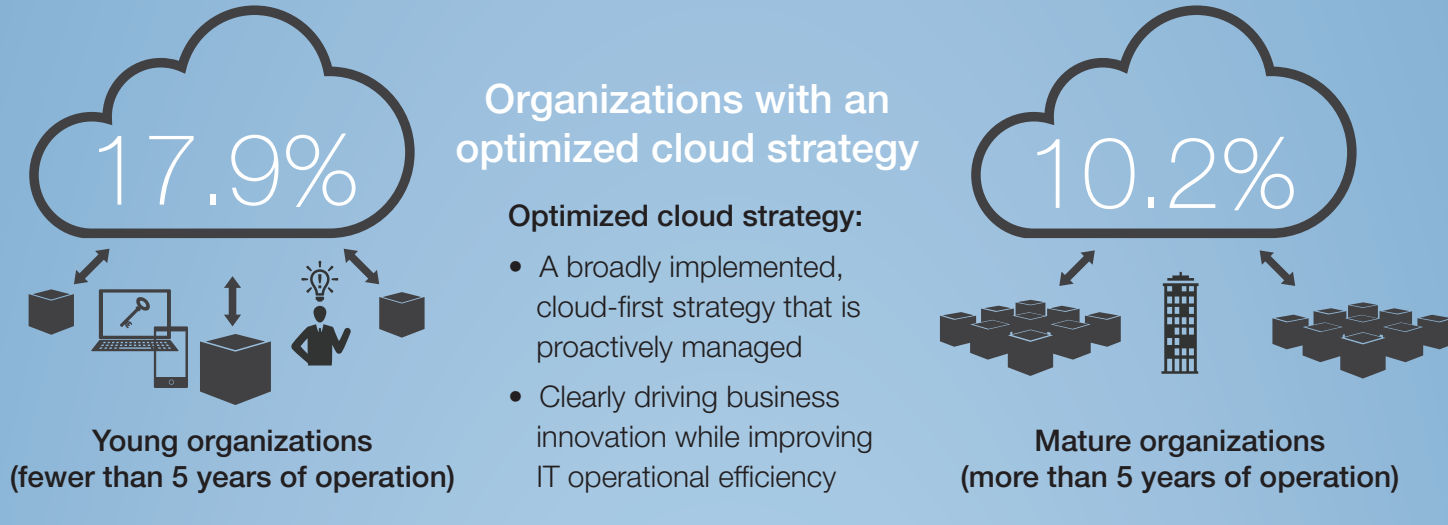 17.9%
Young organizations
(fewer than 5 years of operation)
Organizations with an
optimized cloud strategy
Optimized cloud strategy:
• A broadly implemented,
cloud-first strategy that is
proactively managed
• Clearly driving business
innovation while improving
IT operational efficiency
10.2%
Mature organizations
(more than 5 years of operation)